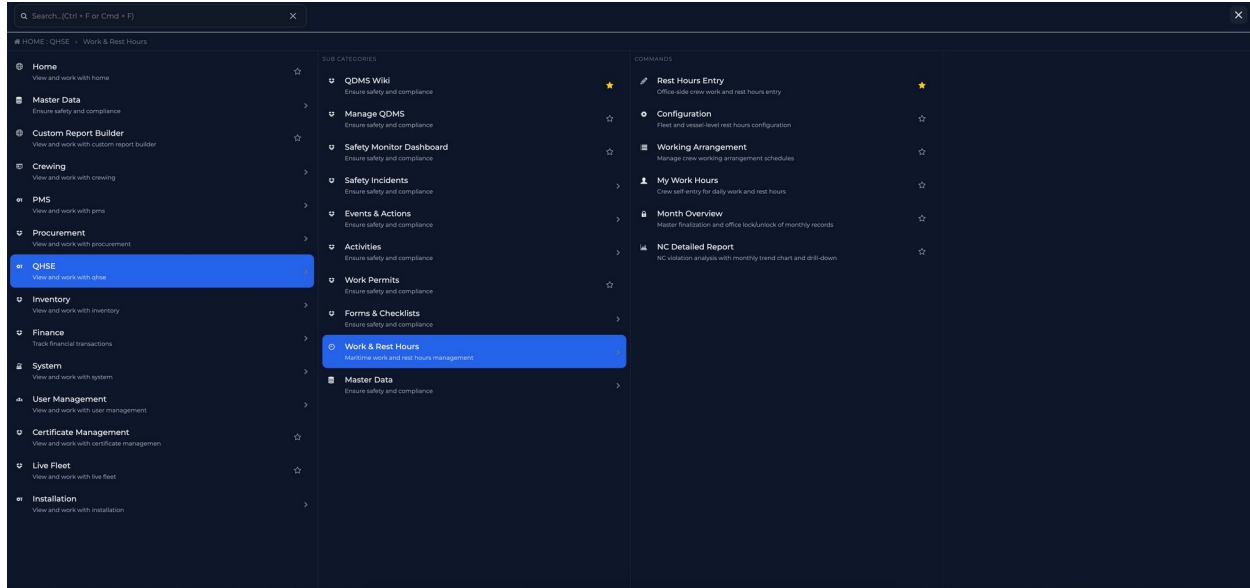 Search...(Ctrl + F or Cmd + F)
HOME : QHSE › Work & Rest Hours
Home
View and work with home
Master Data
Ensure safety and compliance
Custom Report Builder
View and work with custom report builder
Crewing
View and work with crewing
PMS
View and work with pms
Procurement
View and work with procurement
QHSE
View and work with qhse
Inventory
View and work with inventory
Finance
Track financial transactions
System
View and work with system
User Management
View and work with user management
Certificate Management
View and work with certificate managemen
Live Fleet
View and work with live fleet
Installation
View and work with installation
SUB CATEGORIES
QDMS Wiki
Ensure safety and compliance
Manage QDMS
Ensure safety and compliance
Safety Monitor Dashboard
Ensure safety and compliance
Safety Incidents
Ensure safety and compliance
Events & Actions
Ensure safety and compliance
Activities
Ensure safety and compliance
Work Permits
Ensure safety and compliance
Forms & Checklists
Ensure safety and compliance
Work & Rest Hours
Maritime work and rest hours management
Master Data
Ensure safety and compliance
COMMANDS
Rest Hours Entry
Office-side crew work and rest hours entry
Configuration
Fleet and vessel-level rest hours configuration
Working Arrangement
Manage crew working arrangement schedules
My Work Hours
Crew self-entry for daily work and rest hours
Month Overview
Master finalization and office lock/unlock of monthly records
NC Detailed Report
NC violation analysis with monthly trend chart and drill-down